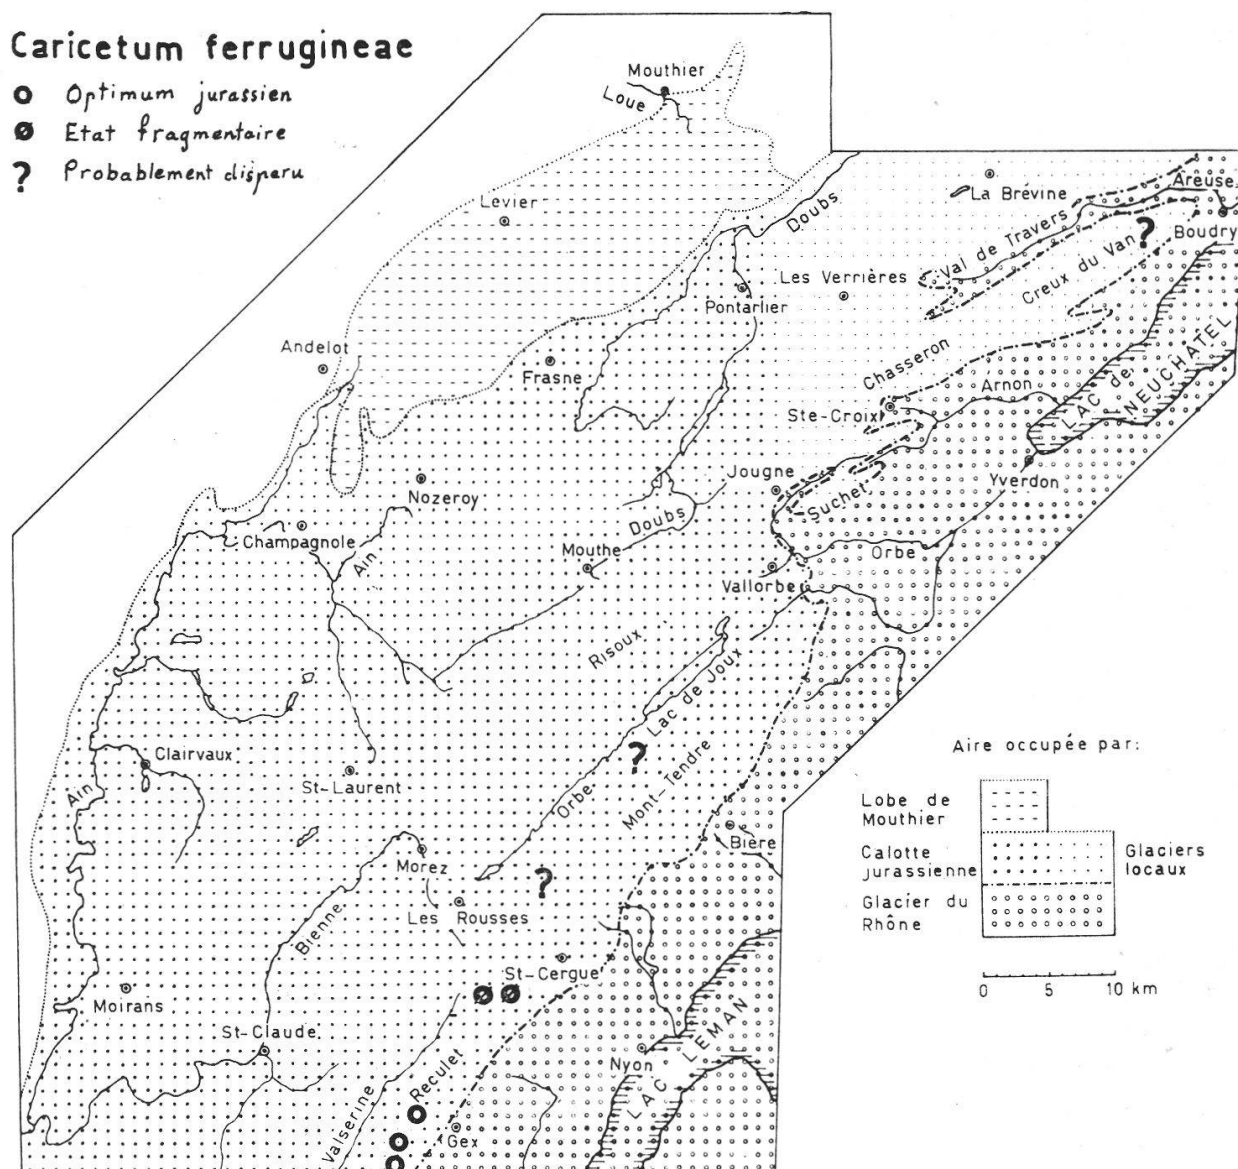 Caricetum ferrugineae
Optimum jurassien
Etat fragmentaire
? Probablement disparu
Mouthier
Loue
Levier
Doubs
La Brévine
Areuse
Val de Travers
?
Boudry
Creux du Van
Les Verrières
Pontarlier
Andelot
Frasne
Chasseron
Arnon
Ste-Croix
LAC de NEUCHATEL
Jougne
Suchet
Yverdon
Nozeroy
Doubs
Champagnole
Ain
Mouthe
Orbe
Vallorbe
Risoux
Lac de Joux
?
Mont-Tendre
Orbe
Clairvaux
Ain
St-Laurent
Bière
Morez
?
Les Rousses
Bienne
St-Cergue
Moirans
St-Claude
Nyon
LAC LEMAN
Reculet
Valserine
Gex
Aire occupée par:
Lobe de
Mouthier
Calotte
jurassienne
Glaciers
locaux
Glacier du
Rhône
0 5 10 km